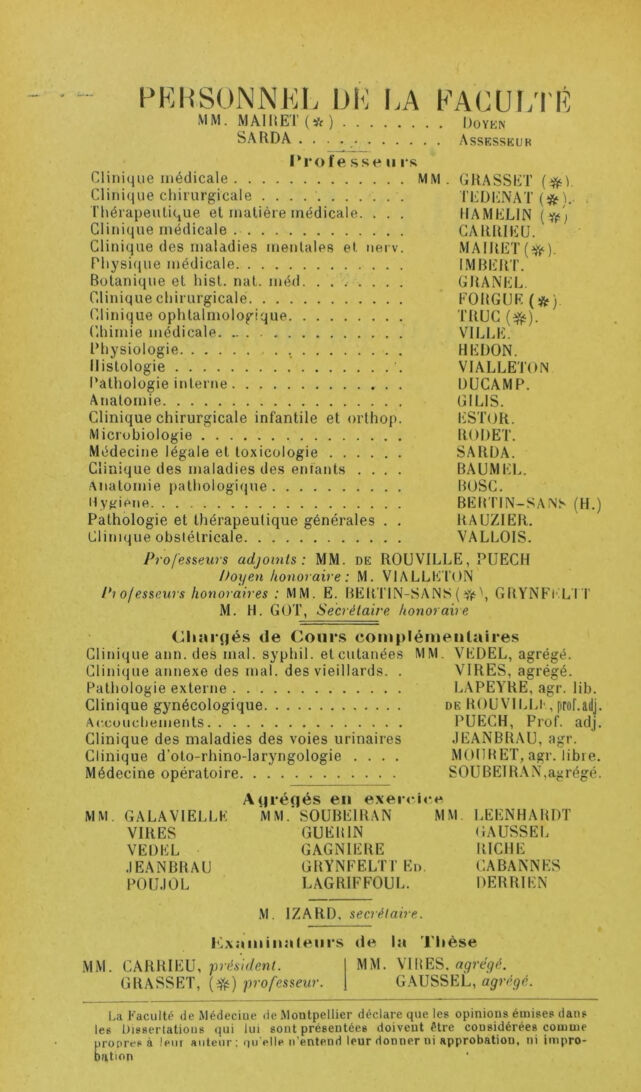 PERSONNEL DE LA FACULTÉ
MM. MAIRET (✻) ........ DOYEN
SARDA ............ ASSESSEUR
Professeurs
Clinique médicale ............ MM. GRASSET (✻).
Clinique chirurgicale .......... TEDENAT (✻).
Thérapeutique et matière médicale.... HAMELIN (✻)
Clinique médicale ............ CARRIEU.
Clinique des maladies mentales et nerv. MAIRET (✻).
Physique médicale............ IMBERT.
Botanique et hist. nat. méd........ GRANEL.
Clinique chirurgicale........... FORGUE (✻)
Clinique ophtalmologique........ TRUC (✻).
Chimie médicale............. VILLE.
Physiologie............... HEDON.
Histologie ............... VIALLETON
Pathologie interne............ DUCAMP.
Anatomie................ GILIS.
Clinique chirurgicale infantile et orthop. ESTOR.
Microbiologie ............. RODET.
Médecine légale et toxicologie ...... SARDA.
Clinique des maladies des enfants .... BAUMEL.
Anatomie pathologique......... BOSC.
Hygiène................ BERTIN-SANS (H.)
Pathologie et thérapeutique générales .. RAUZIER.
Clinique obstétricale........... VALLOIS.
Professeurs adjoints : MM. DE ROUVILLE, PUECH
Doyen honoraire : M. VIALLETON
Professeurs honoraires : MM. E. BERTIN-SANS (✻), GRYNFELTT
M. H. GOT, Secrétaire honoraire
Chargés de Cours complémentaires
Clinique ann. des mal. syphil. et cutanées MM. VEDEL, agrégé.
Clinique annexe des mal. des vieillards. . VIRES, agrégé.
Pathologie externe ............ LAPEYRE, agr. lib.
Clinique gynécologique.......... DE ROUVILLE, prof. adj.
Accouchements.............. PUECH, Prof. adj.
Clinique des maladies des voies urinaires JEANBRAU, agr.
Clinique d'oto-rhino-laryngologie .... MOURET, agr. libre.
Médecine opératoire........... SOUBEIRAN, agrégé.
Agrégés en exercice
MM. GALAVIELLE MM. SOUBEIRAN MM. LEENHARDT
VIRES GUERIN GAUSSEL
VEDEL GAGNIERE RICHE
JEANBRAU GRYNFELTT ED. CABANNES
POUJOL LAGRIFFOUL. DERRIEN
M. IZARD, secrétaire.
Examinateurs de la Thèse
MM. CARRIEU, président. MM. VIRES, agrégé.
GRASSET, (✻) professeur. GAUSSEL, agrégé.
La Faculté de Médecine de Montpellier déclare que les opinions émises dans
les Dissertations qui lui sont présentées doivent être considérées comme
propres à leur auteur ; qu'elle n'entend leur donner ni approbation, ni impro-
bation